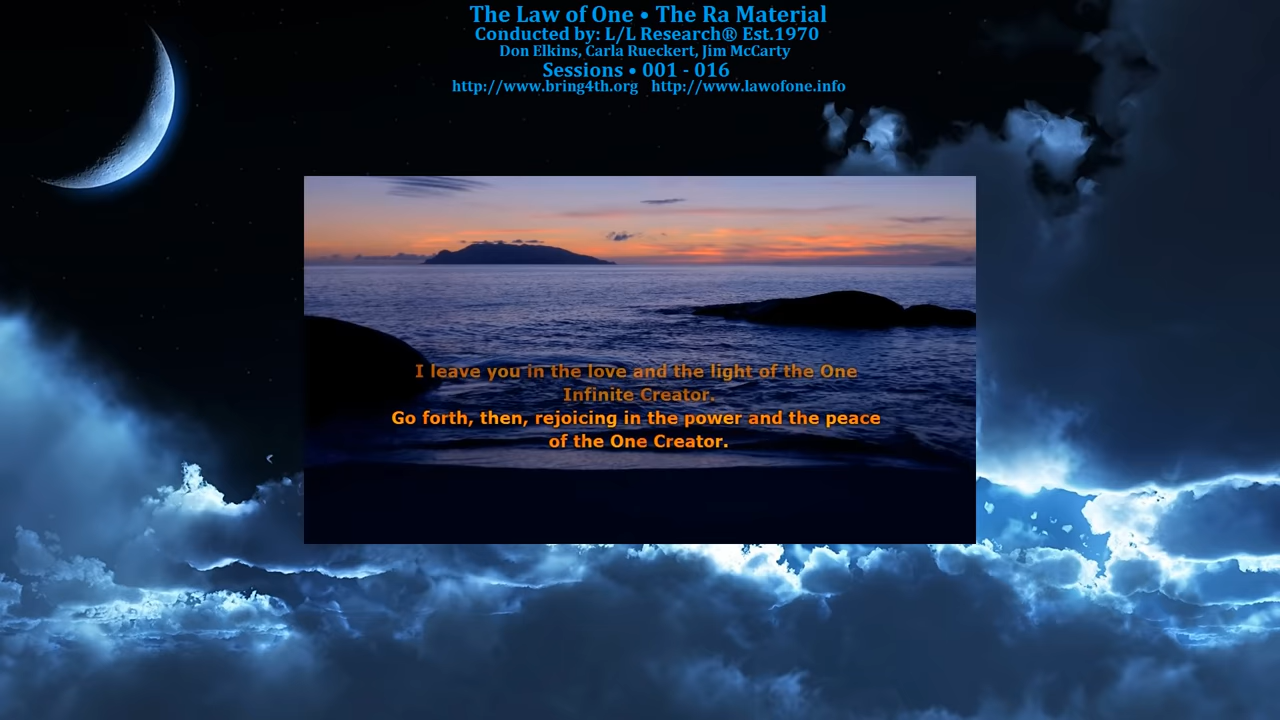 The Law of One • The Ra Material
Conducted by: L/L Research® Est.1970
Don Elkins, Carla Rueckert, Jim McCarty
Sessions • 001 - 016
http://www.bring4th.org http://www.lawofone.info
I leave you in the love and the light of the One
Infinite Creator.
Go forth, then, rejoicing in the power and the peace
of the One Creator.